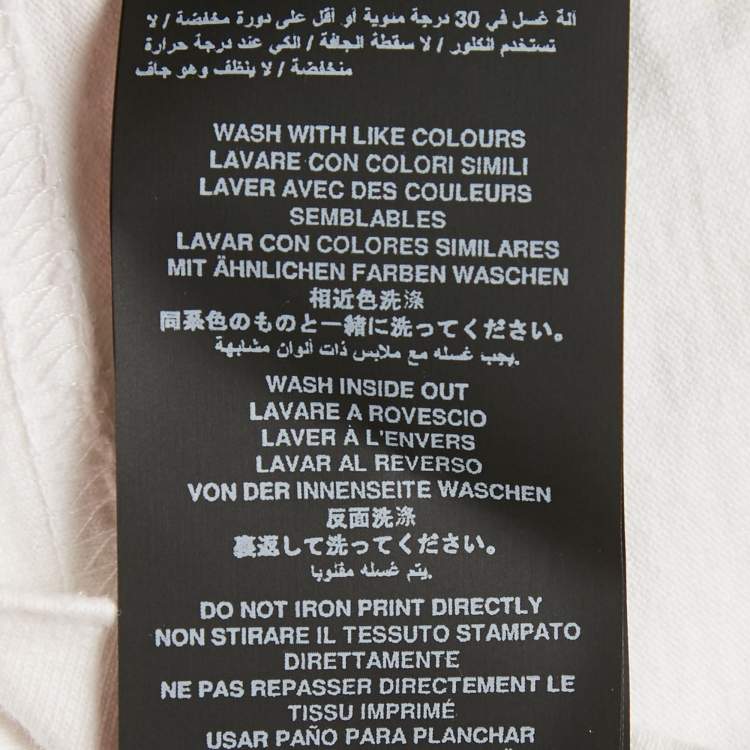 آلة غسل في 30 درجة مئوية أو أقل على دورة مخفضة / لا
تستخدم الكلور / لا سقطة الجافة / الكي عند درجة حرارة
منخفضة / لا ينظف وهو جاف
WASH WITH LIKE COLOURS
LAVARE CON COLORI SIMILI
LAVER AVEC DES COULEURS
SEMBLABLES
LAVAR CON COLORES SIMILARES
MIT ÄHNLICHEN FARBEN WASCHEN
相近色洗涤
同系色のものと一緒に洗ってください。
يجب غسله مع ملابس ذات ألوان مشابهة.
WASH INSIDE OUT
LAVARE A ROVESCIO
LAVER À L'ENVERS
LAVAR AL REVERSO
VON DER INNENSEITE WASCHEN
反面洗涤
裏返して洗ってください。
يتم غسله مقلوبا.
DO NOT IRON PRINT DIRECTLY
NON STIRARE IL TESSUTO STAMPATO
DIRETTAMENTE
NE PAS REPASSER DIRECTEMENT LE
TISSU IMPRIMÉ
USAR PAÑO PARA PLANCHAR